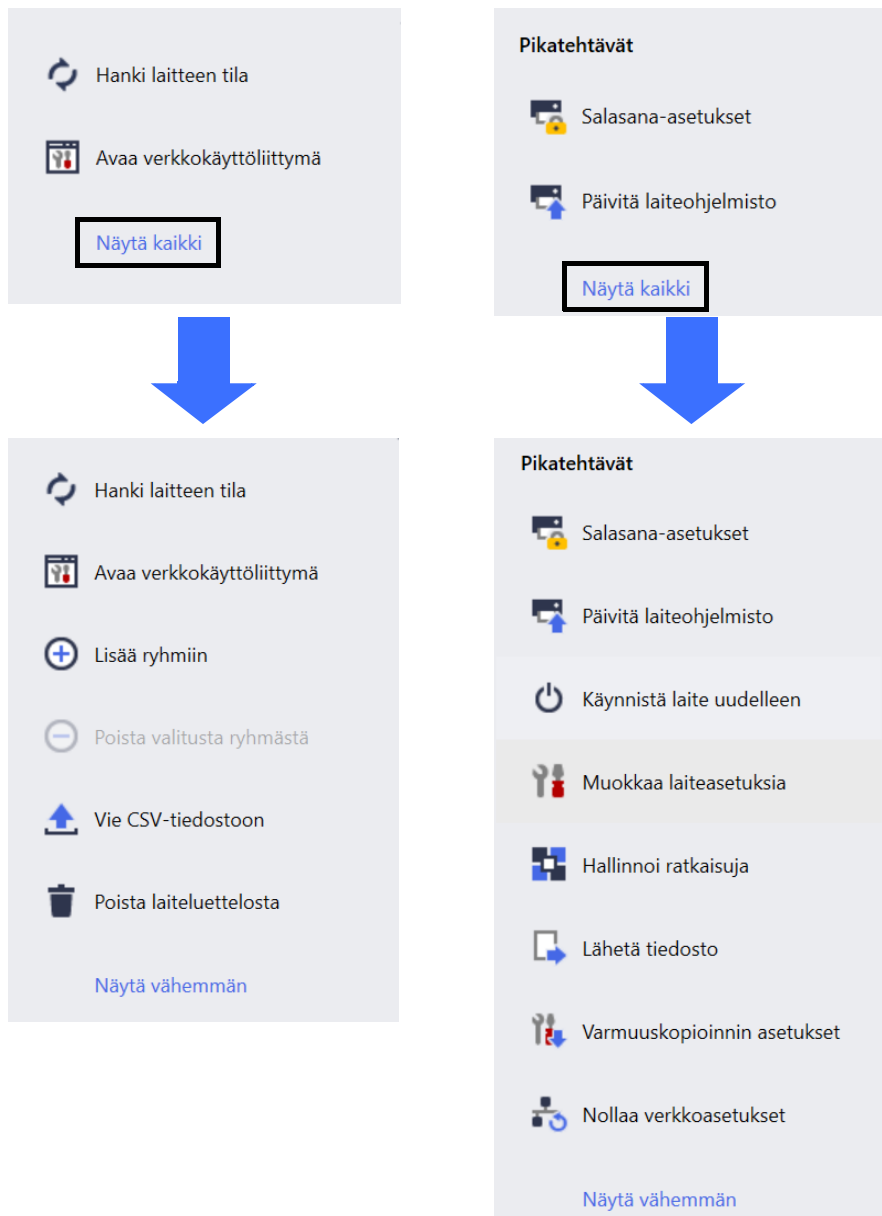 Hanki laitteen tila
Avaa verkkokäyttöliittymä
Näytä kaikki
Pikatehtävät
Salasana-asetukset
Päivitä laiteohjelmisto
Näytä kaikki
Hanki laitteen tila
Avaa verkkokäyttöliittymä
Lisää ryhmiin
Poista valitusta ryhmästä
Vie CSV-tiedostoon
Poista laiteluettelosta
Näytä vähemmän
Pikatehtävät
Salasana-asetukset
Päivitä laiteohjelmisto
Käynnistä laite uudelleen
Muokkaa laiteasetuksia
Hallinnoi ratkaisuja
Lähetä tiedosto
Varmuuskopioinnin asetukset
Nollaa verkkoasetukset
Näytä vähemmän